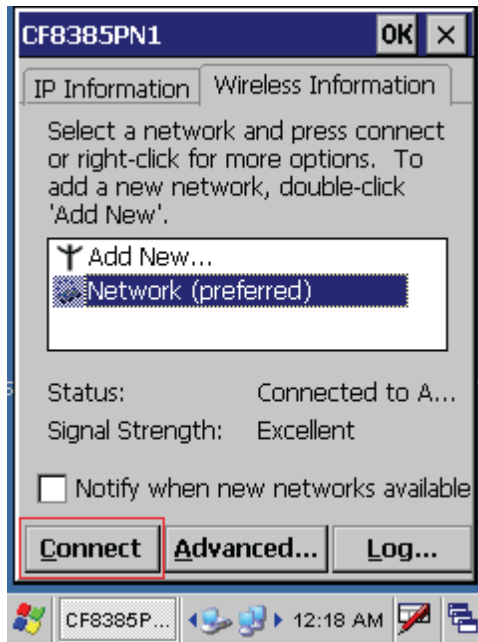 CF8385PN1 OK ×
IP Information Wireless Information
Select a network and press connect
or right-click for more options. To
add a new network, double-click
'Add New'.
Add New...
Network (preferred)
Status: Connected to A...
Signal Strength: Excellent
Notify when new networks available
Connect Advanced... Log...
CF8385P... 12:18 AM